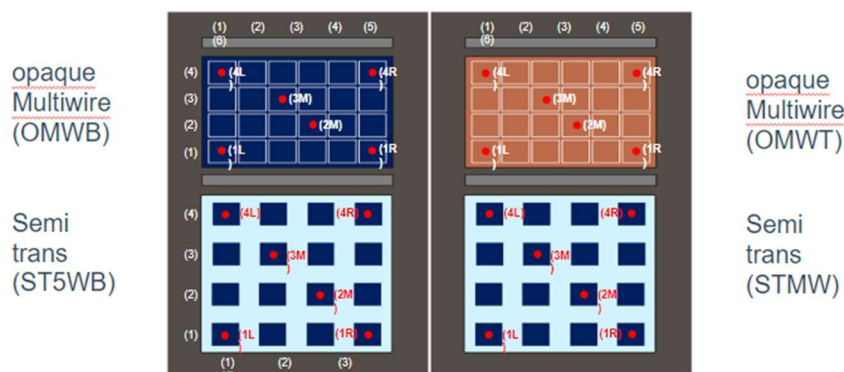 (1) (2) (3) (4) (5)
(6)
(1) (2) (3) (4) (5)
(6)
opaque
Multiwire
(OMWB)
(4)
(3)
(2)
(1)
(4L
)
(4R
)
(3M)
(2M)
(1L
)
(1R
)
(4L
)
(4R
)
(3M)
(2M)
(1L
)
(1R
)
opaque
Multiwire
(OMWT)
Semi
trans
(ST5WB)
(4)
(3)
(2)
(1)
(4L)
(4R)
(3M
)
(2M
)
(1L
)
(1R)
(4L)
(4R)
(3M
)
(2M
)
(1L
)
(1R)
Semi
trans
(STMW)
(1) (2) (3)